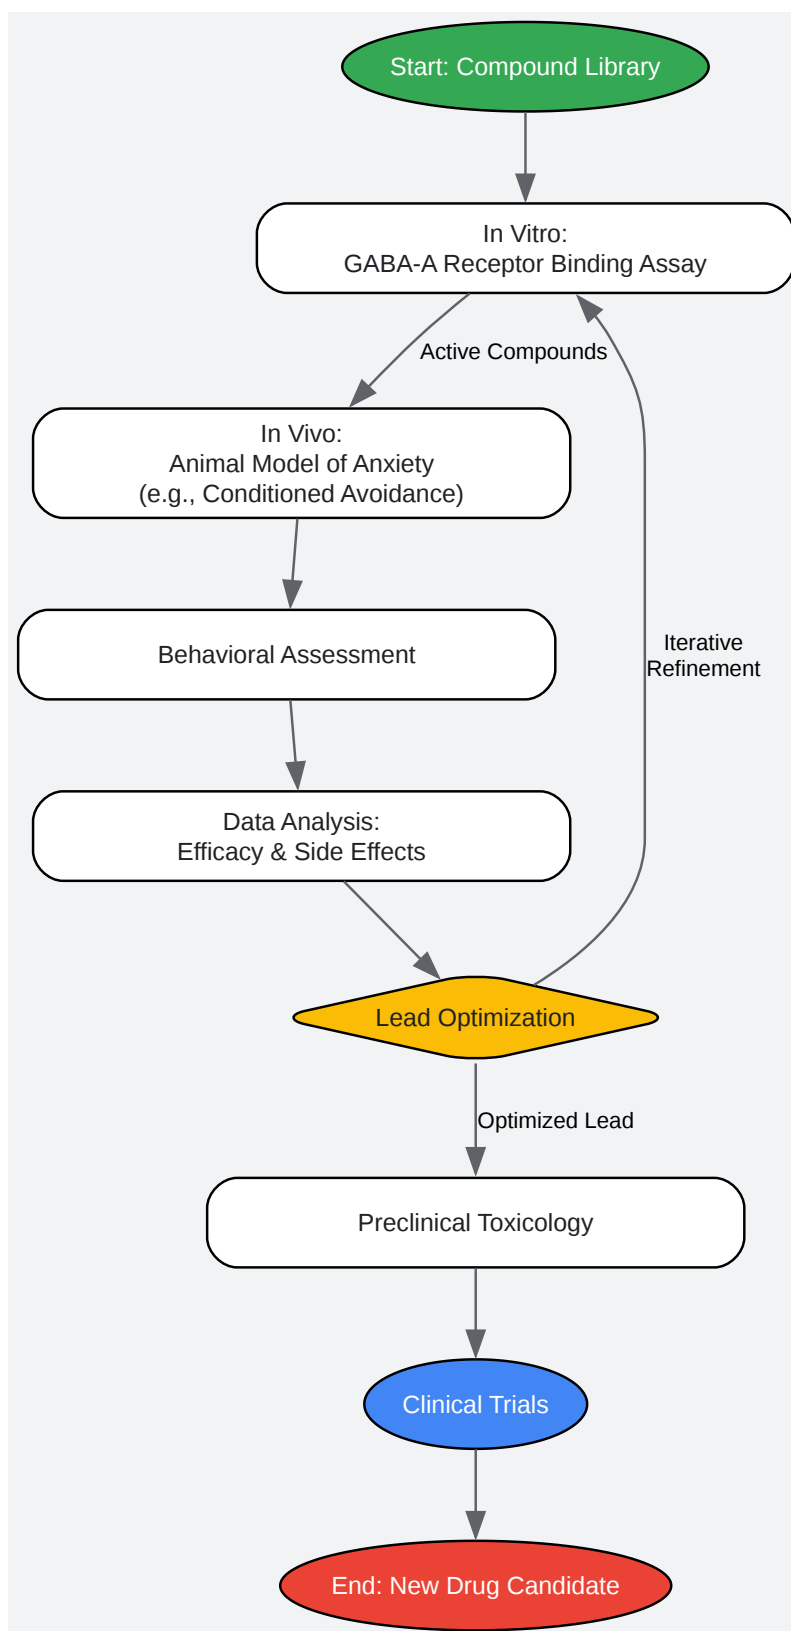 Start: Compound Library
In Vitro:
GABA-A Receptor Binding Assay
Active Compounds
In Vivo:
Animal Model of Anxiety
(e.g., Conditioned Avoidance)
Behavioral Assessment
Iterative
Refinement
Data Analysis:
Efficacy & Side Effects
Lead Optimization
Optimized Lead
Preclinical Toxicology
Clinical Trials
End: New Drug Candidate